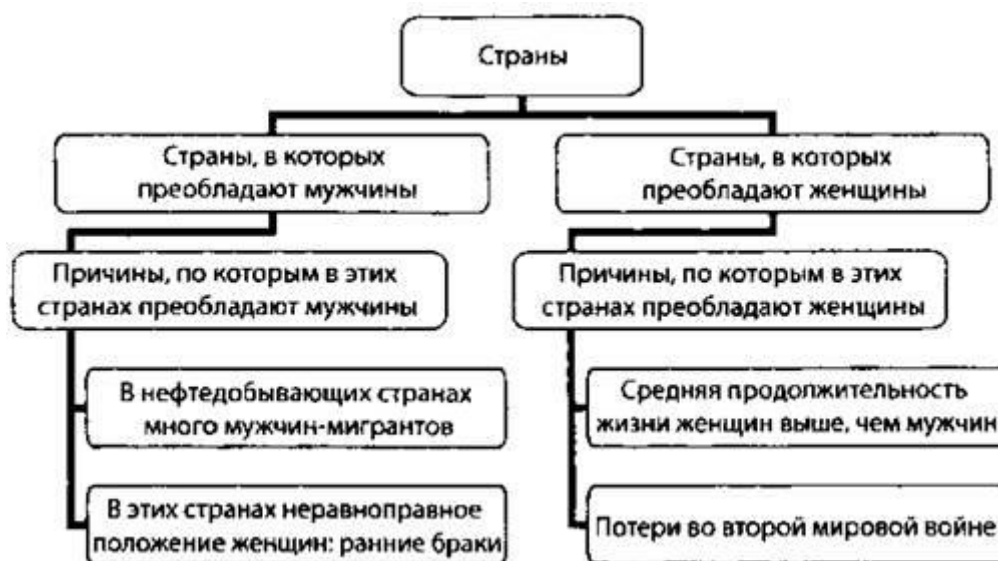 Страны
Страны, в которых
преобладают мужчины
Страны, в которых
преобладают женщины
Причины, по которым в этих
странах преобладают мужчины
Причины, по которым в этих
странах преобладают женщины
В нефтедобывающих странах
много мужчин-мигрантов
Средняя продолжительность
жизни женщин выше, чем мужчин
В этих странах неравноправное
положение женщин: ранние браки
Потери во второй мировой войне